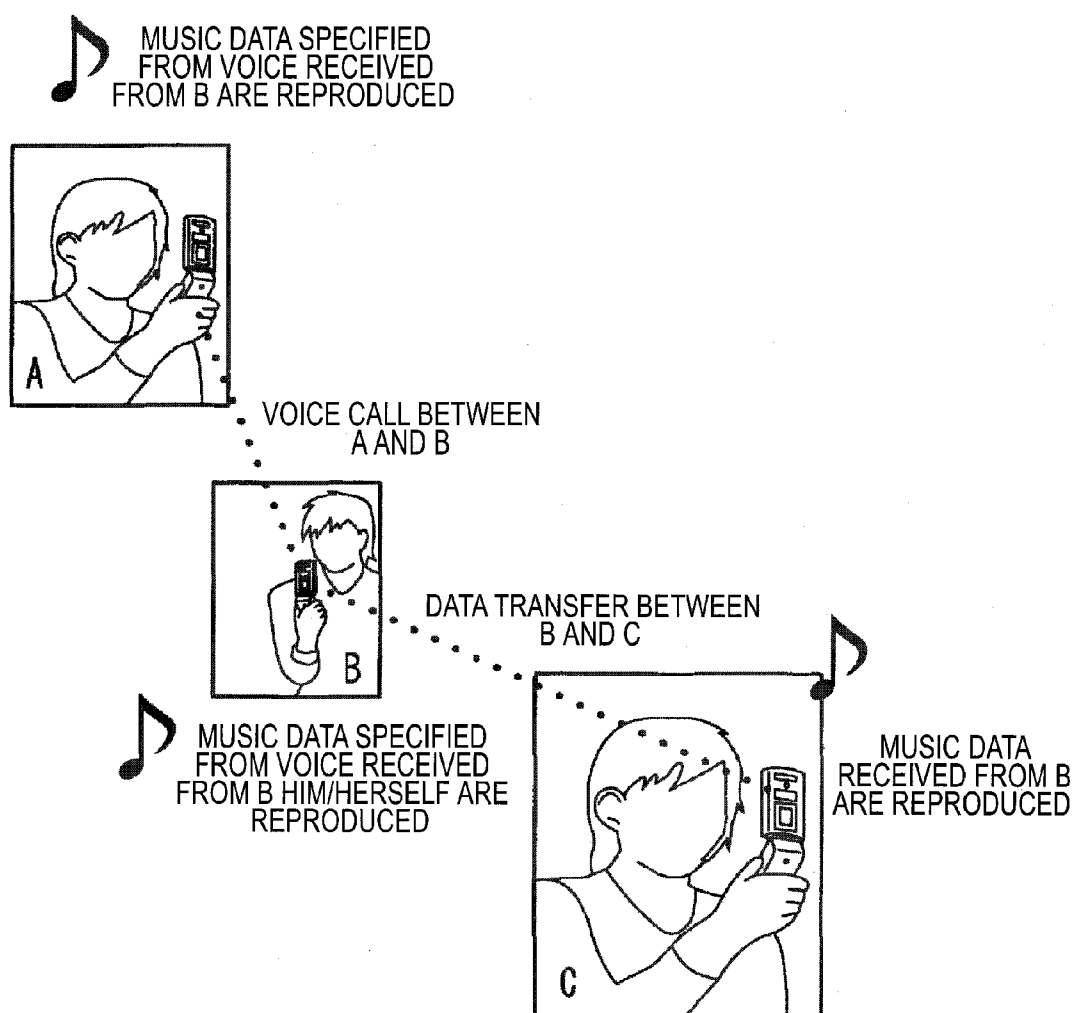 MUSIC DATA SPECIFIED
FROM VOICE RECEIVED
FROM B ARE REPRODUCED
A
VOICE CALL BETWEEN
A AND B
B
DATA TRANSFER BETWEEN
B AND C
MUSIC DATA SPECIFIED
FROM VOICE RECEIVED
FROM B HIM/HERSELF ARE
REPRODUCED
MUSIC DATA
RECEIVED FROM B
ARE REPRODUCED
C